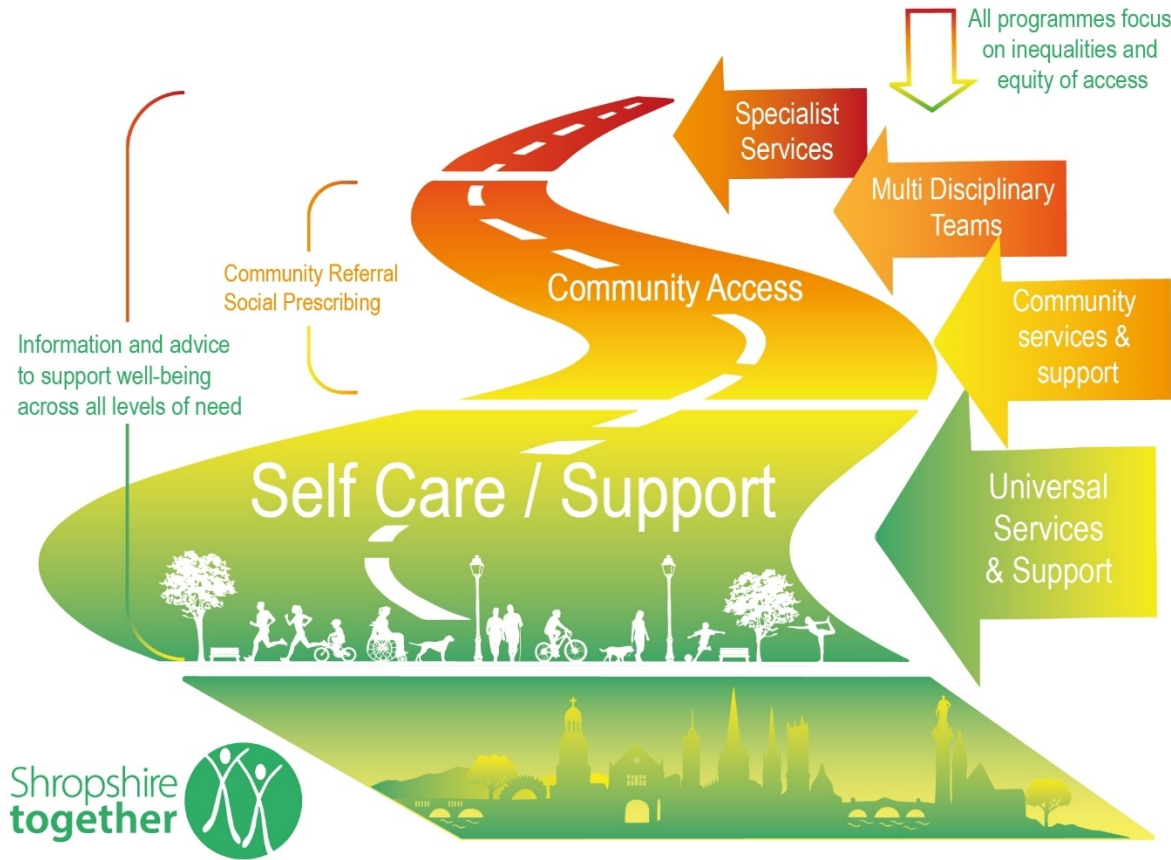 All programmes focus
on inequalities and
equity of access
Specialist
Services
Multi Disciplinary
Teams
Community Referral
Social Prescribing
Community Access
Community
services &
support
Information and advice
to support well-being
across all levels of need
Self Care / Support
Universal
Services
& Support
Shropshire
together